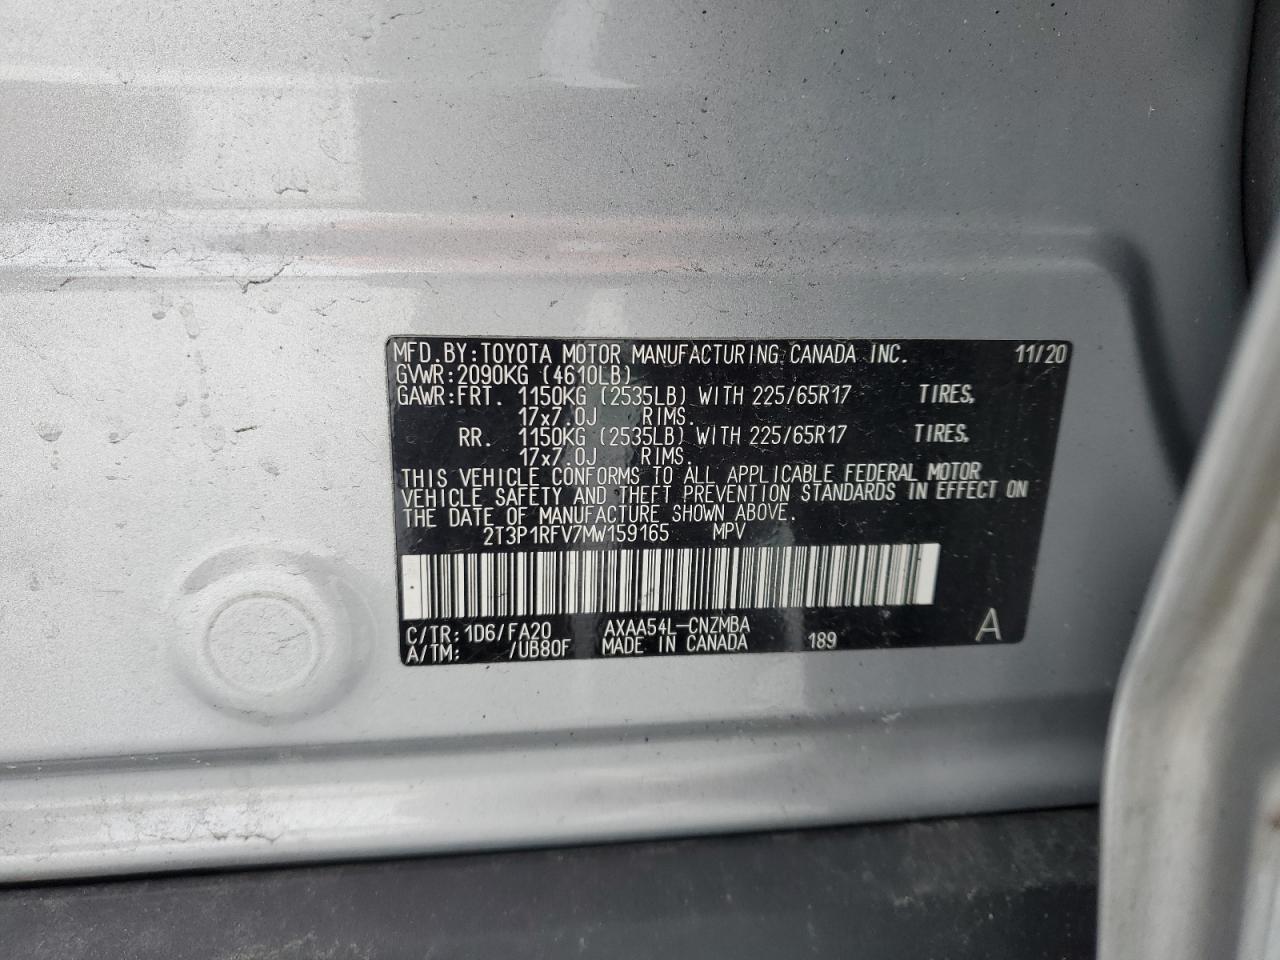 MFD.BY:TOYOTA MOTOR MANUFACTURING CANADA INC. 11/20
GVWR:2090KG (4610LB)
GAWR:FRT. 1150KG (2535LB) WITH 225/65R17 TIRES,
17x7.0J RIMS.
RR. 1150KG (2535LB) WITH 225/65R17 TIRES,
17x7.0J RIMS.
THIS VEHICLE CONFORMS TO ALL APPLICABLE FEDERAL MOTOR
VEHICLE SAFETY AND THEFT PREVENTION STANDARDS IN EFFECT ON
THE DATE OF MANUFACTURE SHOWN ABOVE.
2T3P1RFV7MW159165 MPV
C/TR:1D6/FA20 AXAA54L-CNZMBA
A/TM: /UB80F MADE IN CANADA 189 A